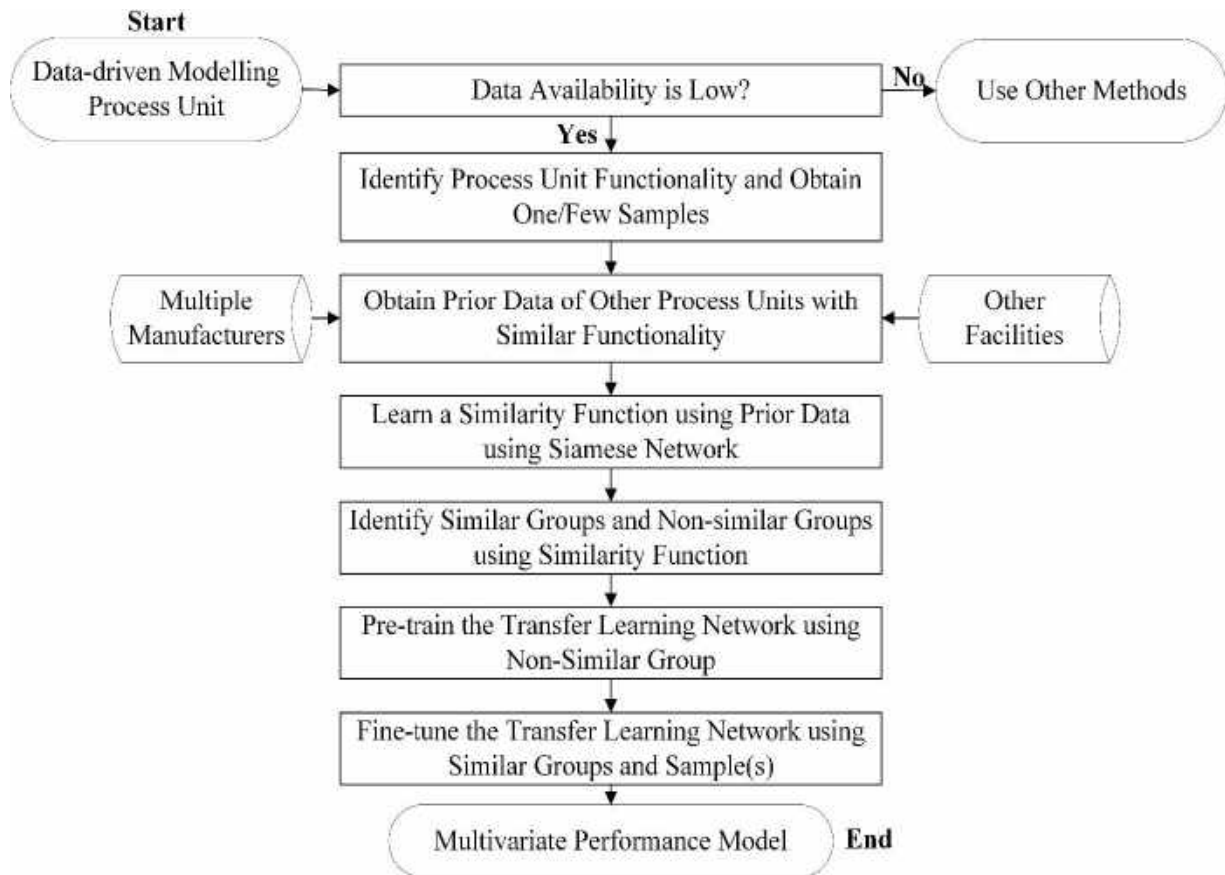 Start
Data-driven Modelling
Process Unit
Data Availability is Low?
No
Use Other Methods
Yes
Identify Process Unit Functionality and Obtain
One/Few Samples
Multiple
Manufacturers
Obtain Prior Data of Other Process Units with
Similar Functionality
Other
Facilities
Learn a Similarity Function using Prior Data
using Siamese Network
Identify Similar Groups and Non-similar Groups
using Similarity Function
Pre-train the Transfer Learning Network using
Non-Similar Group
Fine-tune the Transfer Learning Network using
Similar Groups and Sample(s)
Multivariate Performance Model
End